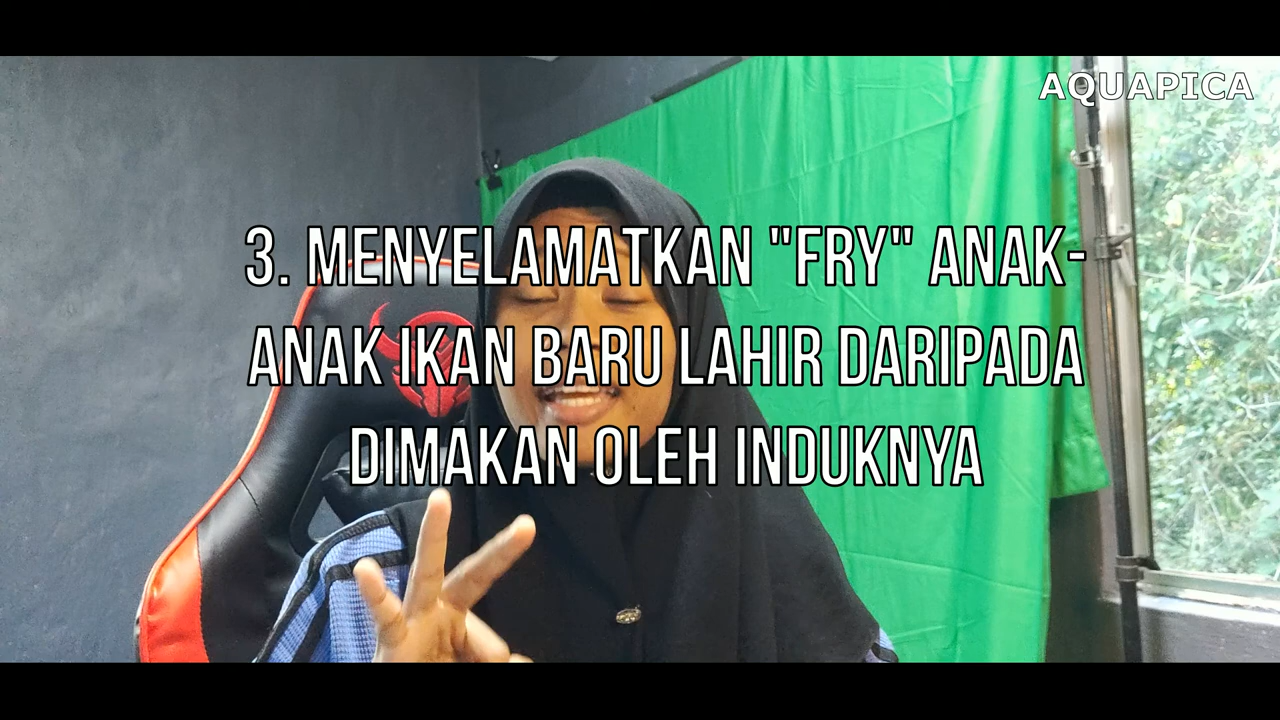 AQUAPICA
3. MENYELAMATKAN "FRY" ANAK-
ANAK IKAN BARU LAHIR DARIPADA
DIMAKAN OLEH INDUKNYA